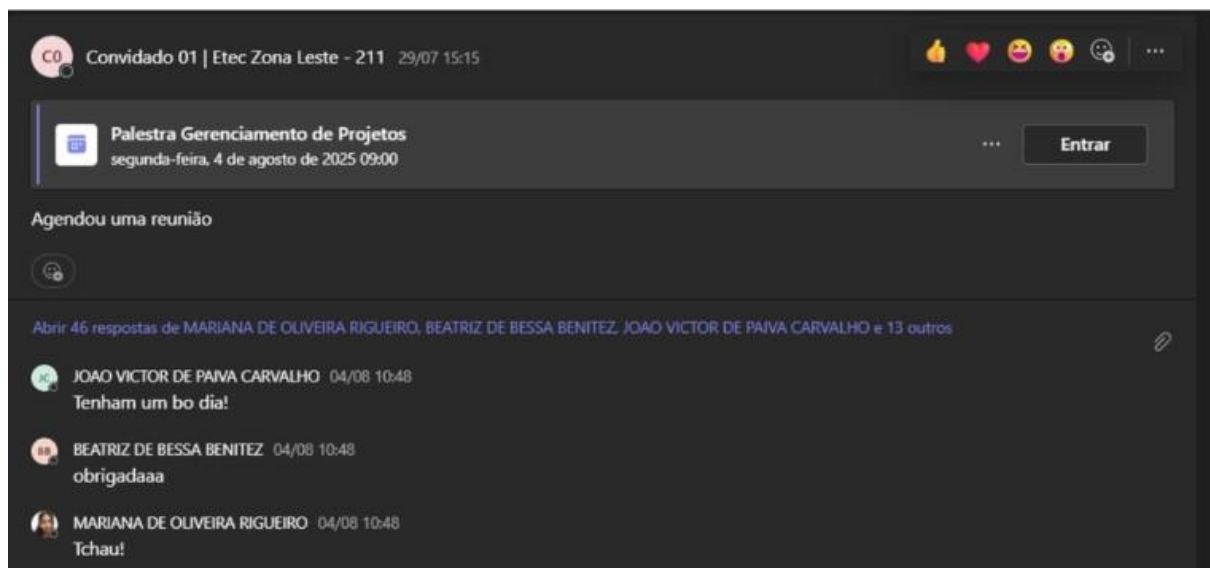 CO
Convidado 01 | Etec Zona Leste - 211 29/07 15:15
Palestra Gerenciamento de Projetos
segunda-feira, 4 de agosto de 2025 09:00
Entrar
Agendou uma reunião
Abrir 46 respostas de MARIANA DE OLIVEIRA RIGUEIRO, BEATRIZ DE BESSA BENITEZ, JOAO VICTOR DE PAIVA CARVALHO e 13 outros
JC
JOAO VICTOR DE PAIVA CARVALHO 04/08 10:48
Tenham um bo dia!
BB
BEATRIZ DE BESSA BENITEZ 04/08 10:48
obrigadaaa
MARIANA DE OLIVEIRA RIGUEIRO 04/08 10:48
Tchau!